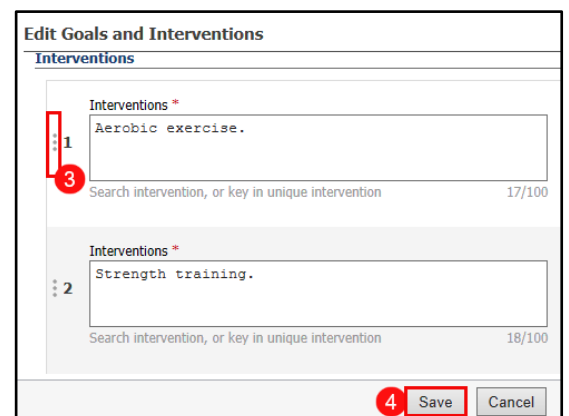 Edit Goals and Interventions
Interventions
Interventions *
1
Aerobic exercise.
3
Search intervention, or key in unique intervention 17/100
Interventions *
2
Strength training.
Search intervention, or key in unique intervention 18/100
4 Save Cancel